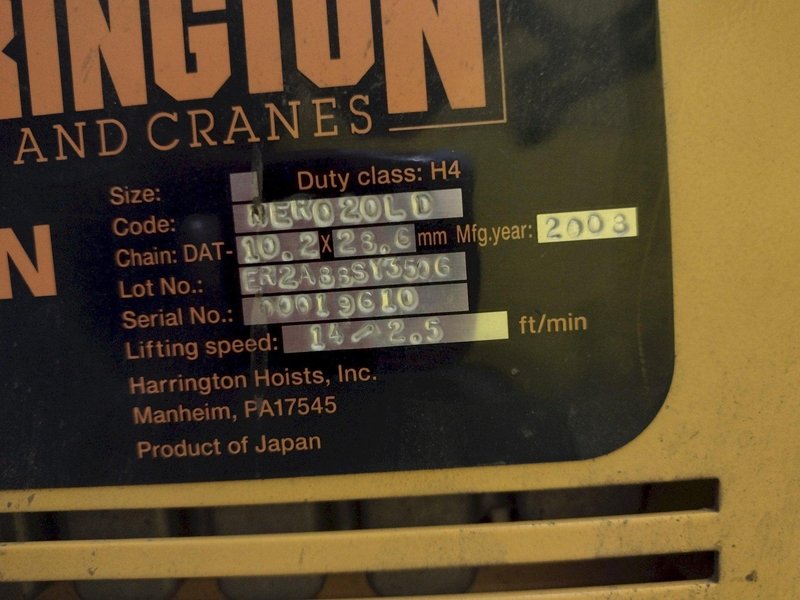 RINGTON
AND CRANES
N
Size: Duty class: H4
Code: NER020LD
Chain: DAT-10.2 X 28.6 mm Mfg.year: 2008
Lot No.: ER2A88SY3506
Serial No.: 00019610
Lifting speed: 14/2.5 ft/min
Harrington Hoists, Inc.
Manheim, PA17545
Product of Japan